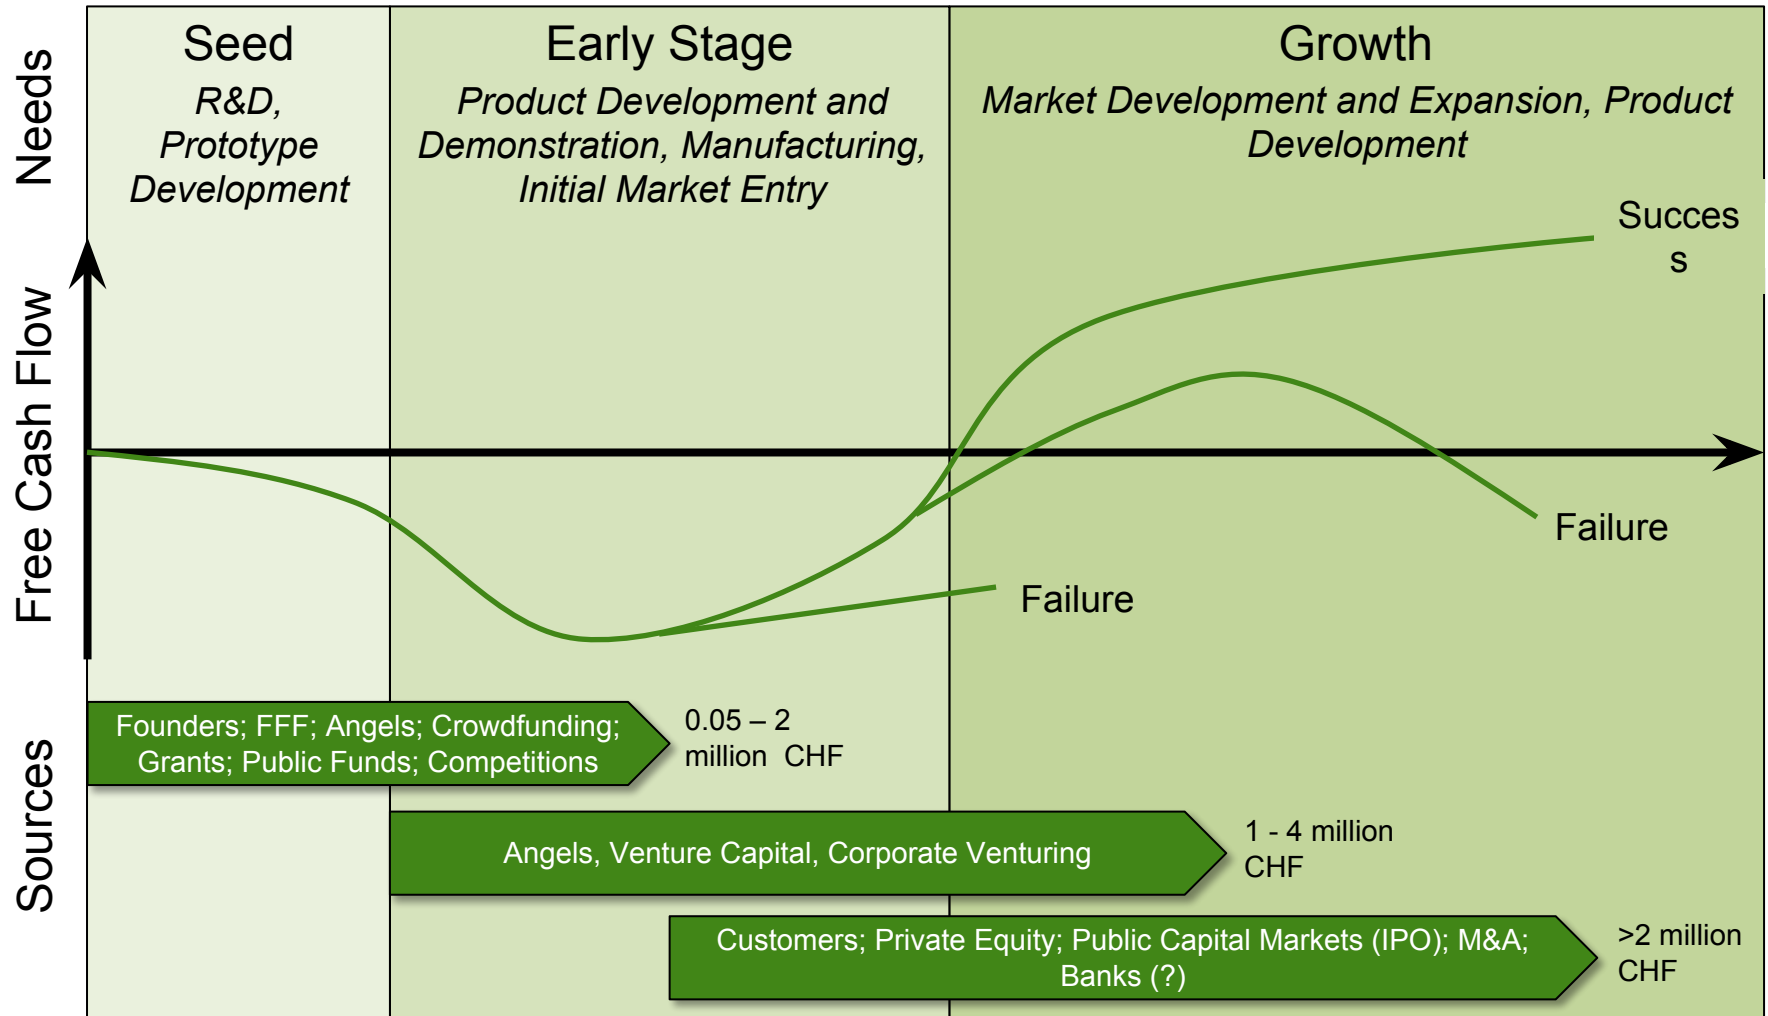 Needs
Seed
R&D,
Prototype
Development
Early Stage
Product Development and
Demonstration, Manufacturing,
Initial Market Entry
Growth
Market Development and Expansion, Product
Development
Free Cash Flow
Succes
s
Failure
Failure
Sources
Founders; FFF; Angels; Crowdfunding;
Grants; Public Funds; Competitions
0.05 – 2
million  CHF
Angels, Venture Capital, Corporate Venturing
1 - 4 million
CHF
Customers; Private Equity; Public Capital Markets (IPO); M&A;
Banks (?)
>2 million
CHF